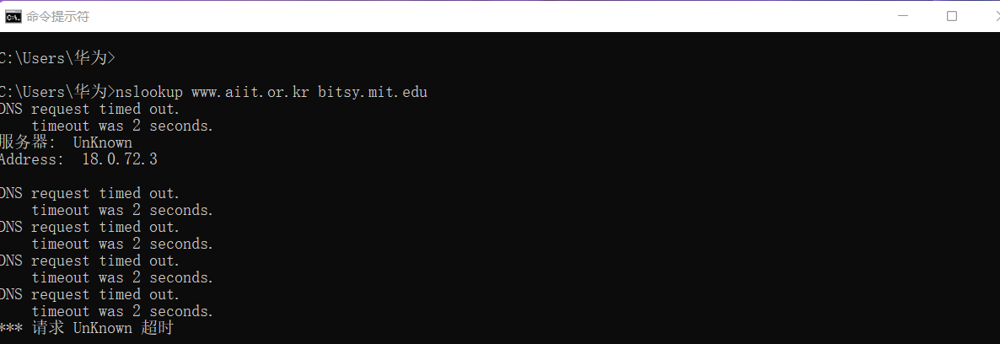 命令提示符
C:\Users\华为>
C:\Users\华为>nslookup www.aiit.or.kr bitsy.mit.edu
DNS request timed out.
    timeout was 2 seconds.
服务器:  UnKnown
Address:  18.0.72.3
DNS request timed out.
    timeout was 2 seconds.
DNS request timed out.
    timeout was 2 seconds.
DNS request timed out.
    timeout was 2 seconds.
DNS request timed out.
    timeout was 2 seconds.
*** 请求 UnKnown 超时